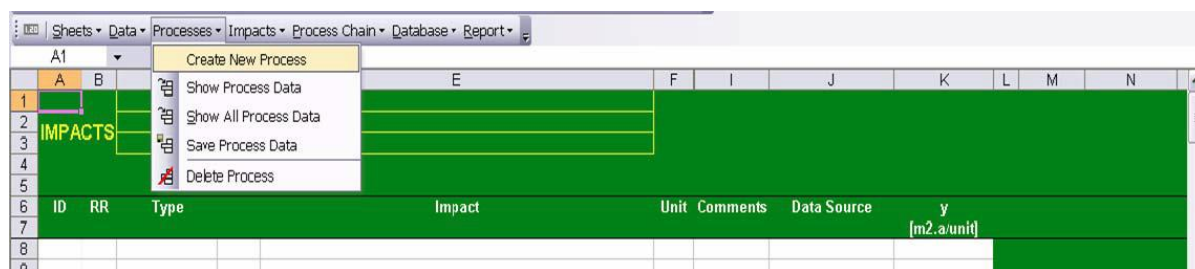 Sheets Data Processes Impacts Process Chain Database Report
A1
Create New Process
A B E F I J K L M N
1
Show Process Data
2
Show All Process Data
IMPACTS
3
Save Process Data
4
5
Delete Process
6 ID RR Type Impact Unit Comments Data Source y
7 [m2.a/unit]
8
9